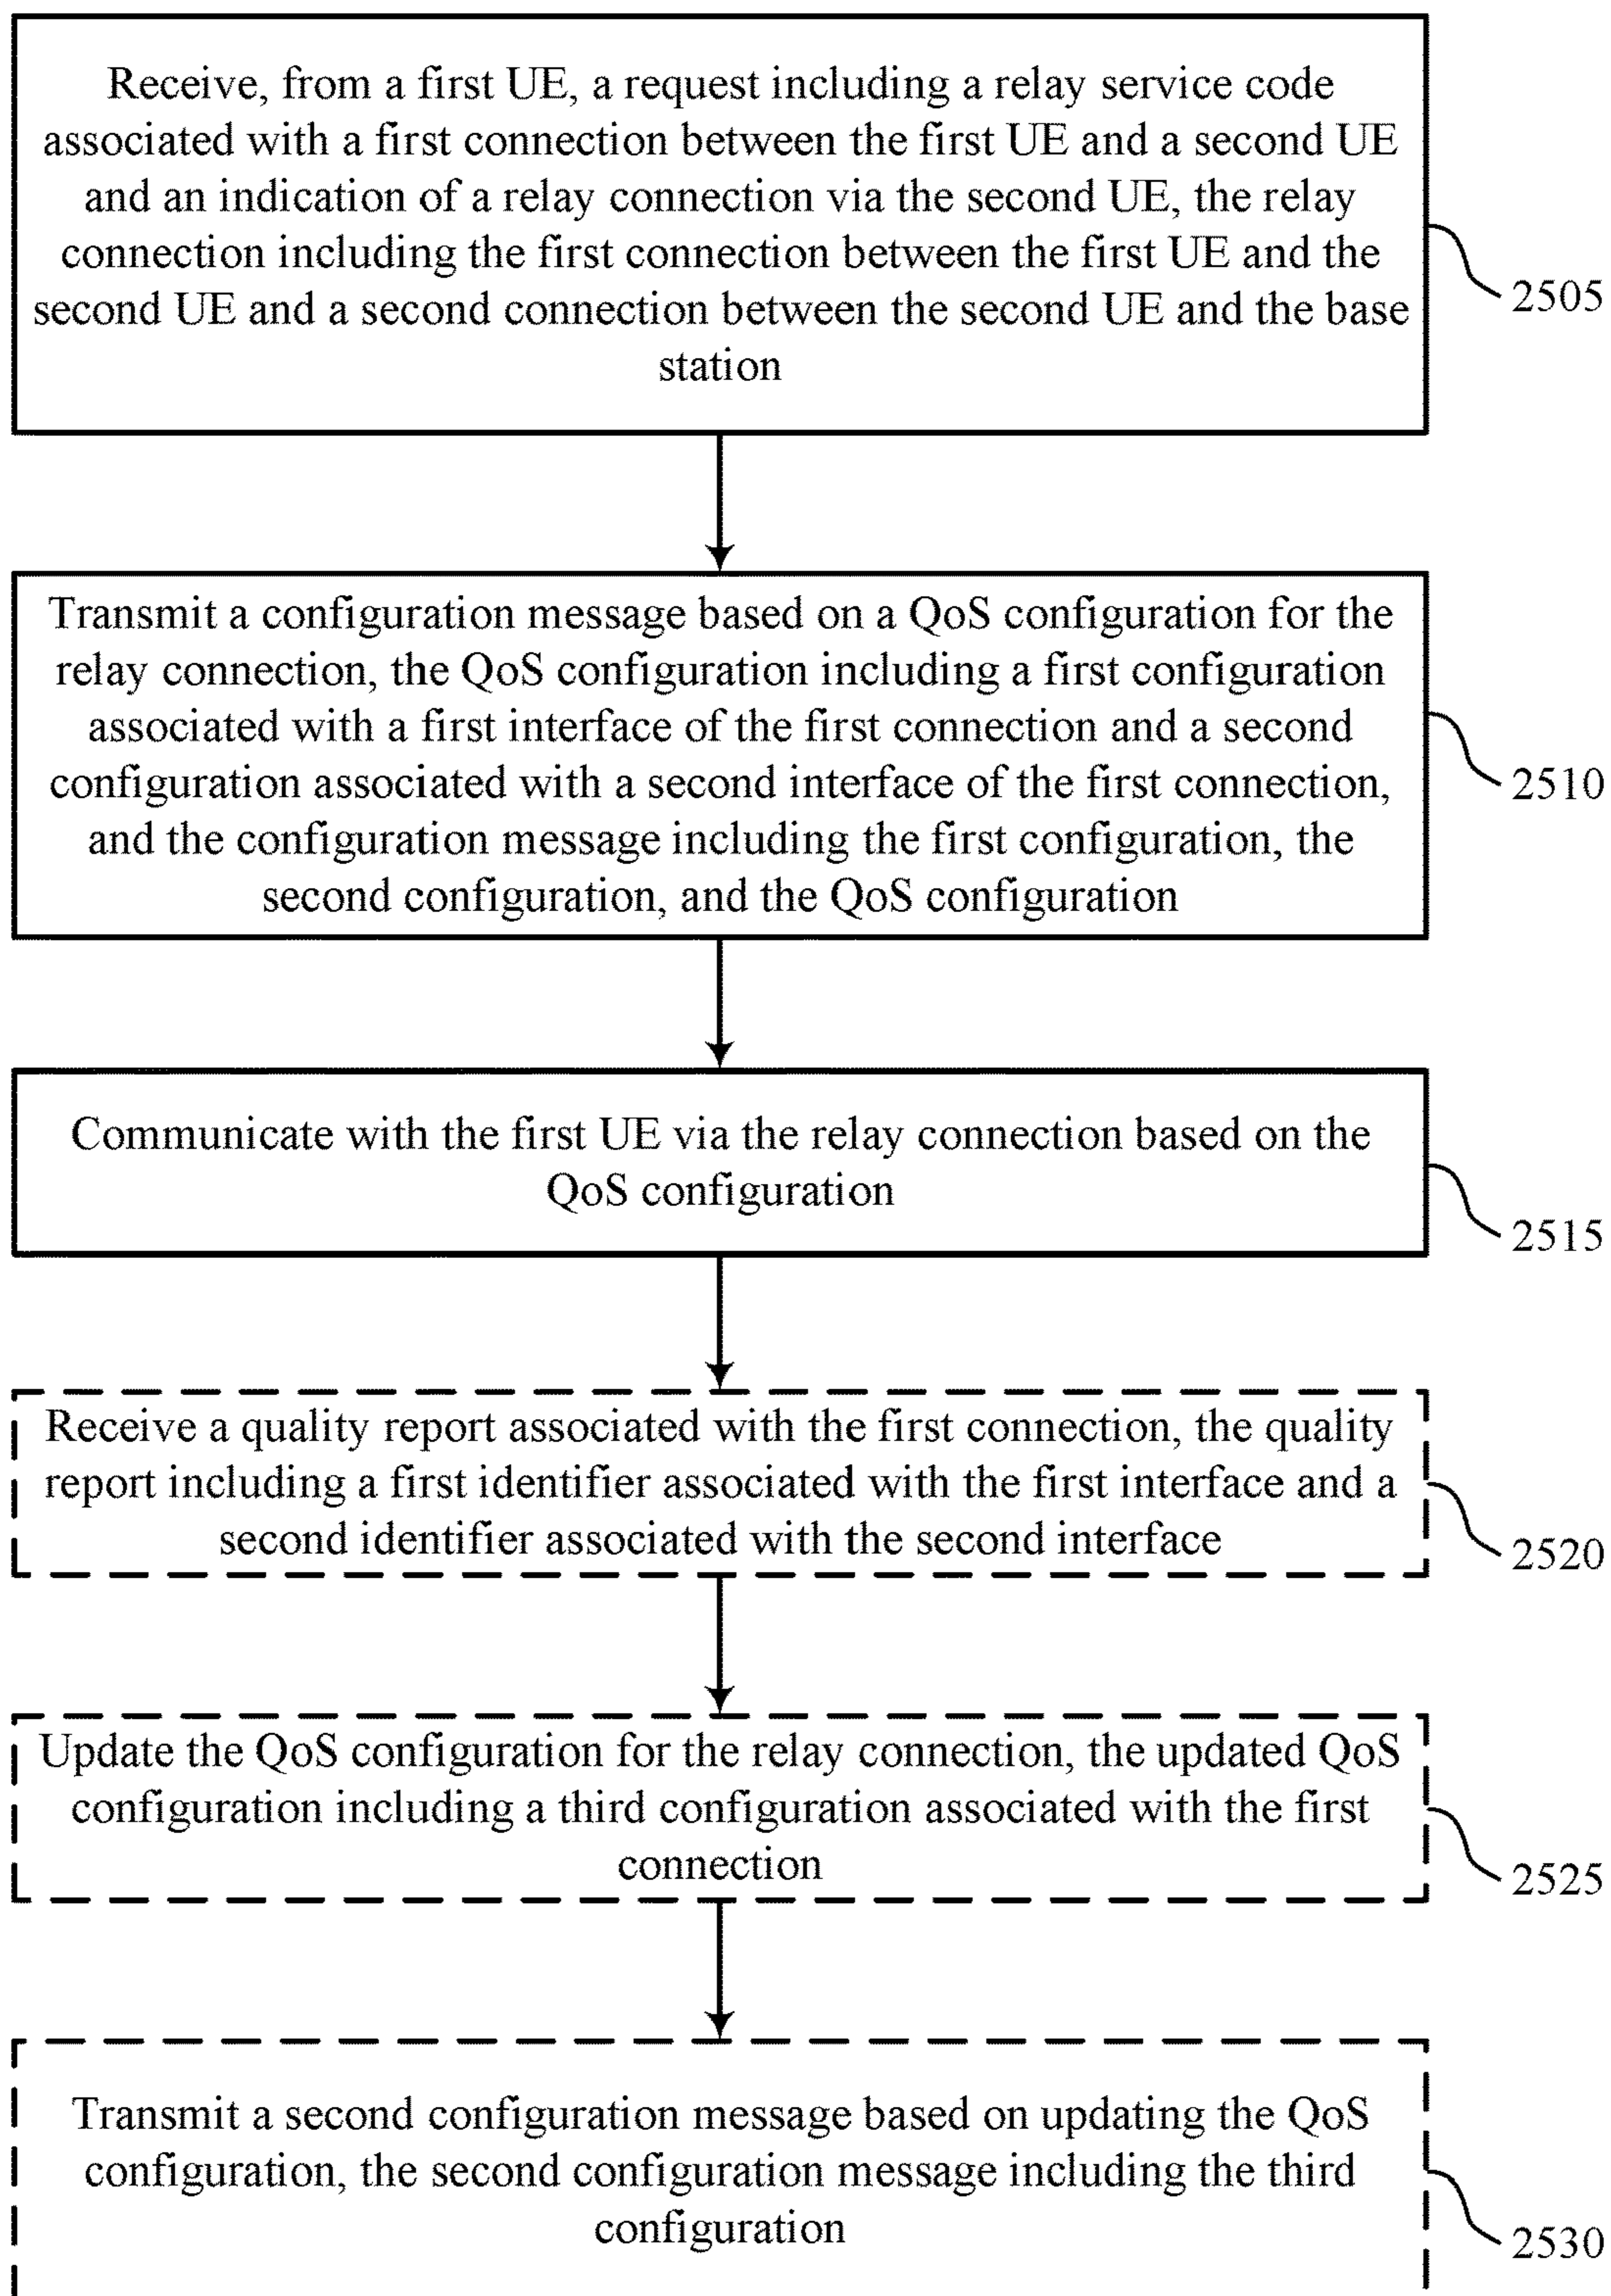 Receive, from a first UE, a request including a relay service code
associated with a first connection between the first UE and a second UE
and an indication of a relay connection via the second UE, the relay
connection including the first connection between the first UE and the
second UE and a second connection between the second UE and the base
station
2505
Transmit a configuration message based on a QoS configuration for the
relay connection, the QoS configuration including a first configuration
associated with a first interface of the first connection and a second
configuration associated with a second interface of the first connection,
and the configuration message including the first configuration, the
second configuration, and the QoS configuration
2510
Communicate with the first UE via the relay connection based on the
QoS configuration
2515
Receive a quality report associated with the first connection, the quality
report including a first identifier associated with the first interface and a
second identifier associated with the second interface
2520
Update the QoS configuration for the relay connection, the updated QoS
configuration including a third configuration associated with the first
connection
2525
Transmit a second configuration message based on updating the QoS
configuration, the second configuration message including the third
configuration
2530